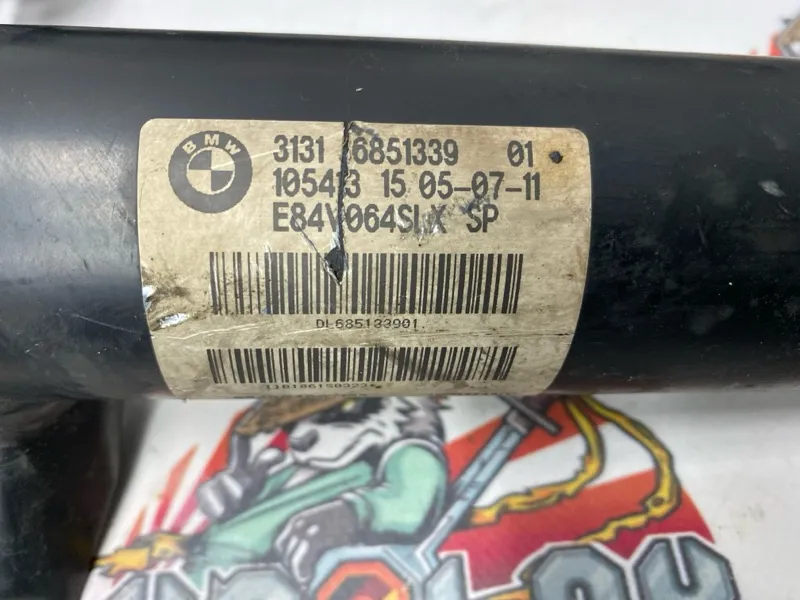 BMW
3131 6851339 01
105413 15 05-07-11
E84V064SLX SP
DL685133901